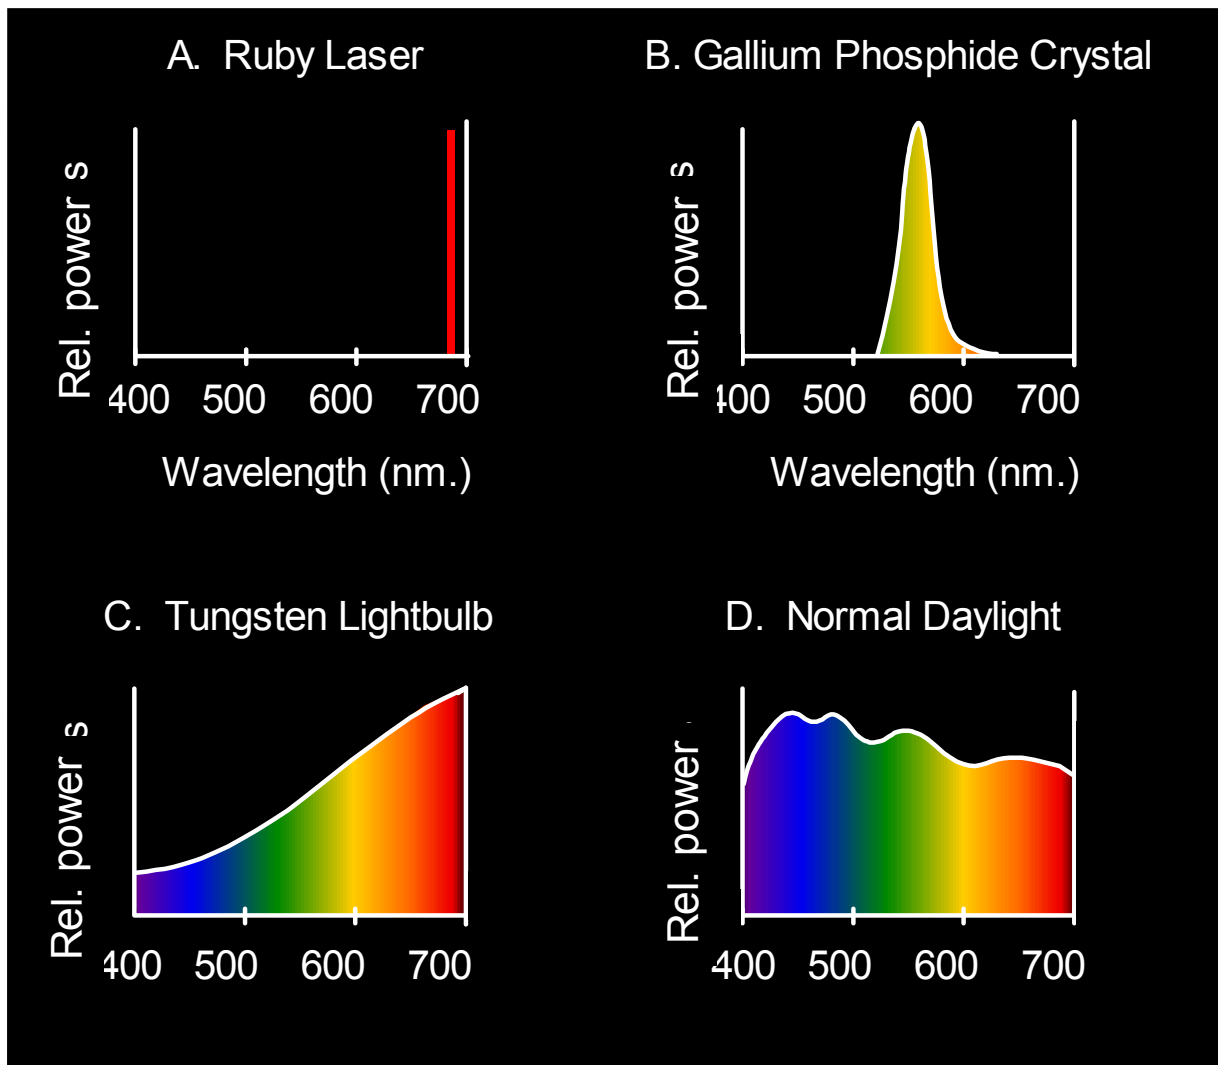 A. Ruby Laser
Rel. power s
400 500 600 700
Wavelength (nm.)
B. Gallium Phosphide Crystal
Rel. power s
400 500 600 700
Wavelength (nm.)
C. Tungsten Lightbulb
Rel. power s
400 500 600 700
D. Normal Daylight
Rel. power
400 500 600 700